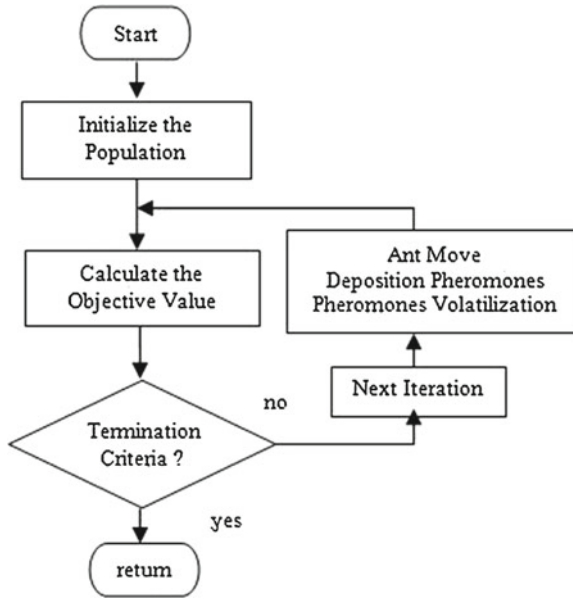 Start
Initialize the
Population
Calculate the
Objective Value
Ant Move
Deposition Pheromones
Pheromones Volatilization
Next Iteration
no
Termination
Criteria ?
yes
return